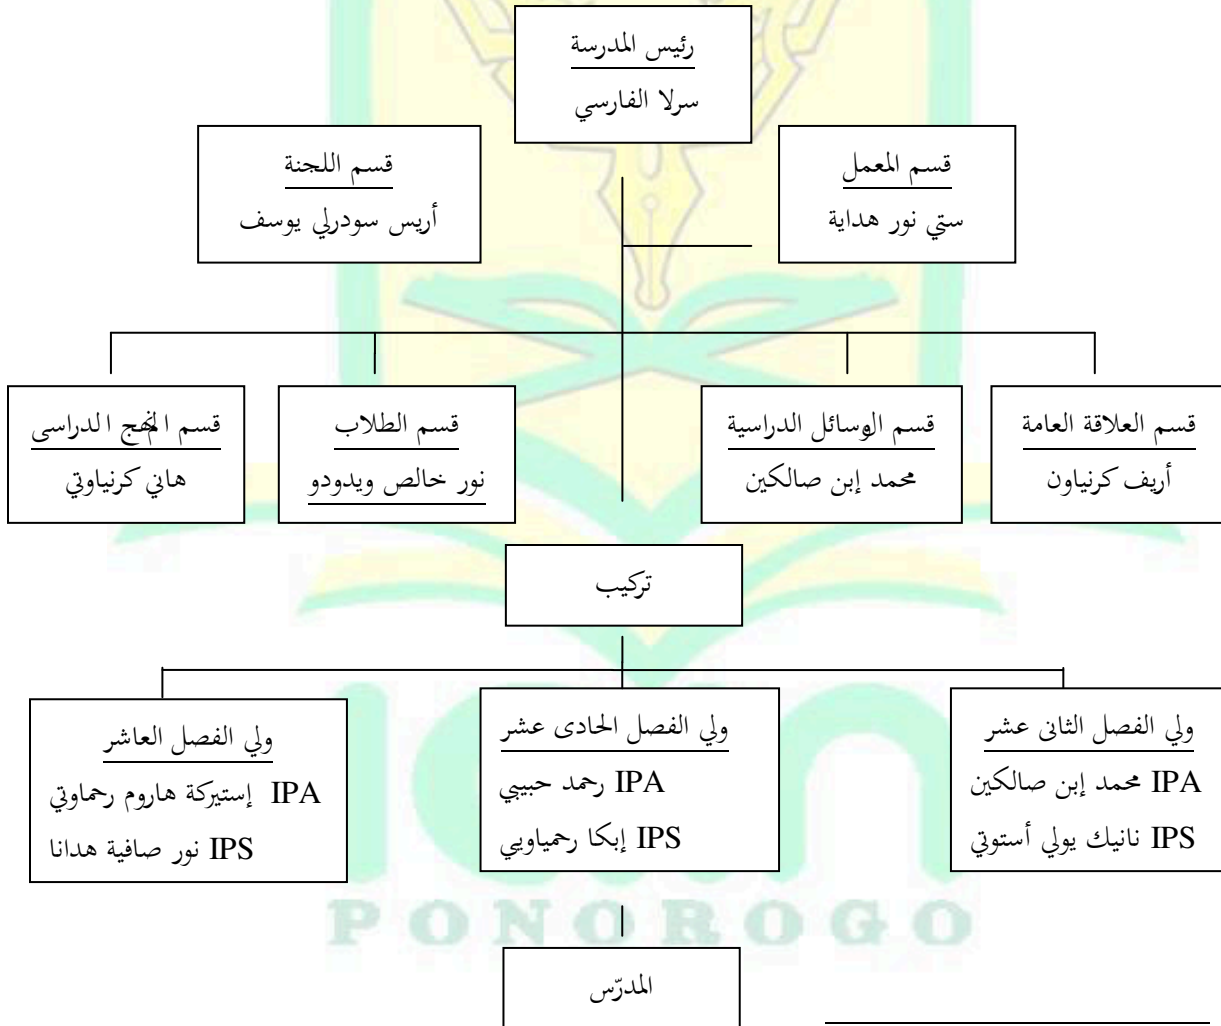 رئيس المدرسة
سرلا الفارسي
قسم المعمل
ستي نور هداية
قسم اللجنة
أريس سودرلي يوسف
قسم العلاقة العامة
أريف كرنياون
قسم الوسائل الدراسية
محمد إبن صالكين
قسم الطلاب
نور خالص ويدودو
قسم المنهج الدراسى
هاني كرنياوتي
تركيب
ولي الفصل الثانى عشر
IPA محمد إبن صالكين
IPS نانيك يولي أستوتي
ولي الفصل الحادى عشر
IPA رحمد حبيبي
IPS إبكا رحمياويي
ولي الفصل العاشر
IPA إستيركة هاروم رحماوتي
IPS نور صافية هدانا
PONOROGO
المدرّس